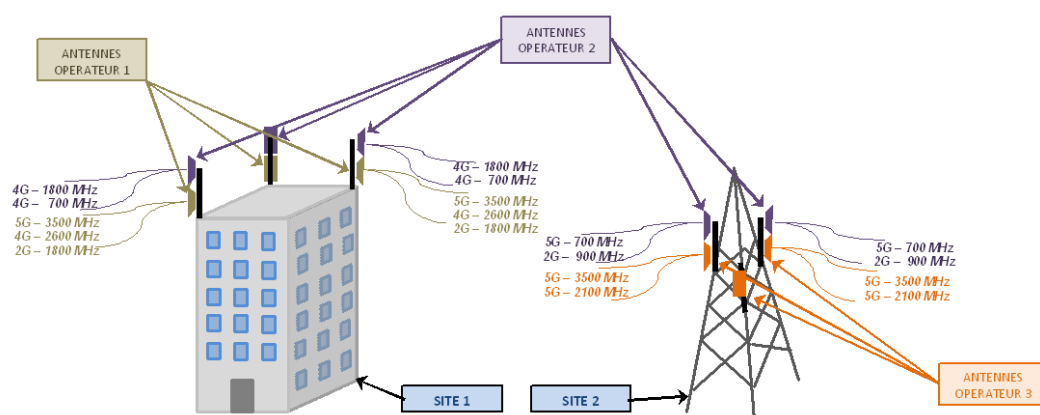 ANTENNES
OPERATEUR 1
ANTENNES
OPERATEUR 2
4G – 1800 MHz
4G – 700 MHz
5G – 3500 MHz
4G – 2600 MHz
2G – 1800 MHz
4G – 1800 MHz
4G – 700 MHz
5G – 3500 MHz
4G – 2600 MHz
2G – 1800 MHz
5G – 700 MHz
2G – 900 MHz
5G – 3500 MHz
5G – 2100 MHz
5G – 700 MHz
2G – 900 MHz
5G – 3500 MHz
5G – 2100 MHz
SITE 1
SITE 2
ANTENNES
OPERATEUR 3